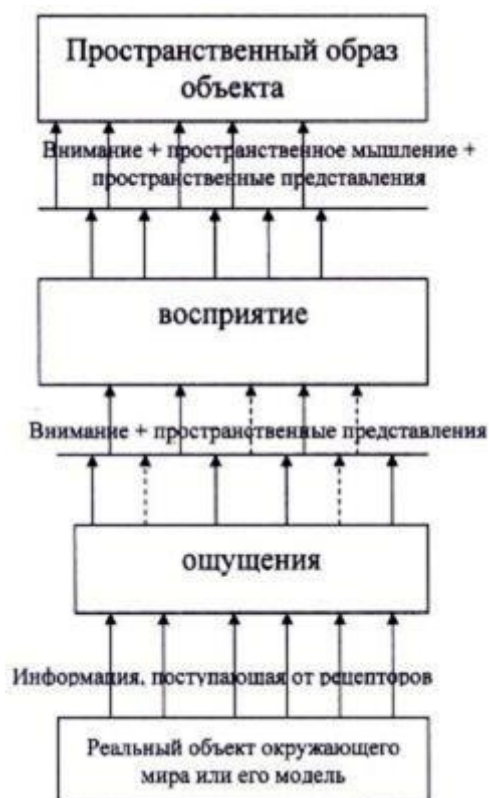 Пространственный образ
объекта
Внимание + пространственное мышление +
пространственные представления
восприятие
Внимание + пространственные представления
ощущения
Информация, поступающая от рецепторов
Реальный объект окружающего
мира или его модель